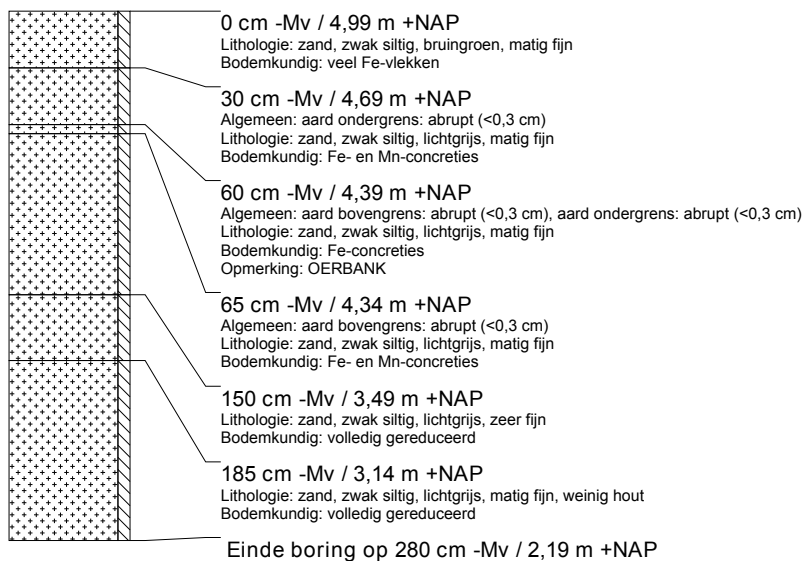 0 cm -Mv / 4,99 m +NAP
Lithologie: zand, zwak siltig, bruingroen, matig fijn
Bodemkundig: veel Fe-vlekken
30 cm -Mv / 4,69 m +NAP
Algemeen: aard ondergrens: abrupt (<0,3 cm)
Lithologie: zand, zwak siltig, lichtgrijs, matig fijn
Bodemkundig: Fe- en Mn-concreties
60 cm -Mv / 4,39 m +NAP
Algemeen: aard bovengrens: abrupt (<0,3 cm), aard ondergrens: abrupt (<0,3 cm)
Lithologie: zand, zwak siltig, lichtgrijs, matig fijn
Bodemkundig: Fe-concreties
Opmerking: OERBANK
65 cm -Mv / 4,34 m +NAP
Algemeen: aard bovengrens: abrupt (<0,3 cm)
Lithologie: zand, zwak siltig, lichtgrijs, matig fijn
Bodemkundig: Fe- en Mn-concreties
150 cm -Mv / 3,49 m +NAP
Lithologie: zand, zwak siltig, lichtgrijs, zeer fijn
Bodemkundig: volledig gereduceerd
185 cm -Mv / 3,14 m +NAP
Lithologie: zand, zwak siltig, lichtgrijs, matig fijn, weinig hout
Bodemkundig: volledig gereduceerd
Einde boring op 280 cm -Mv / 2,19 m +NAP